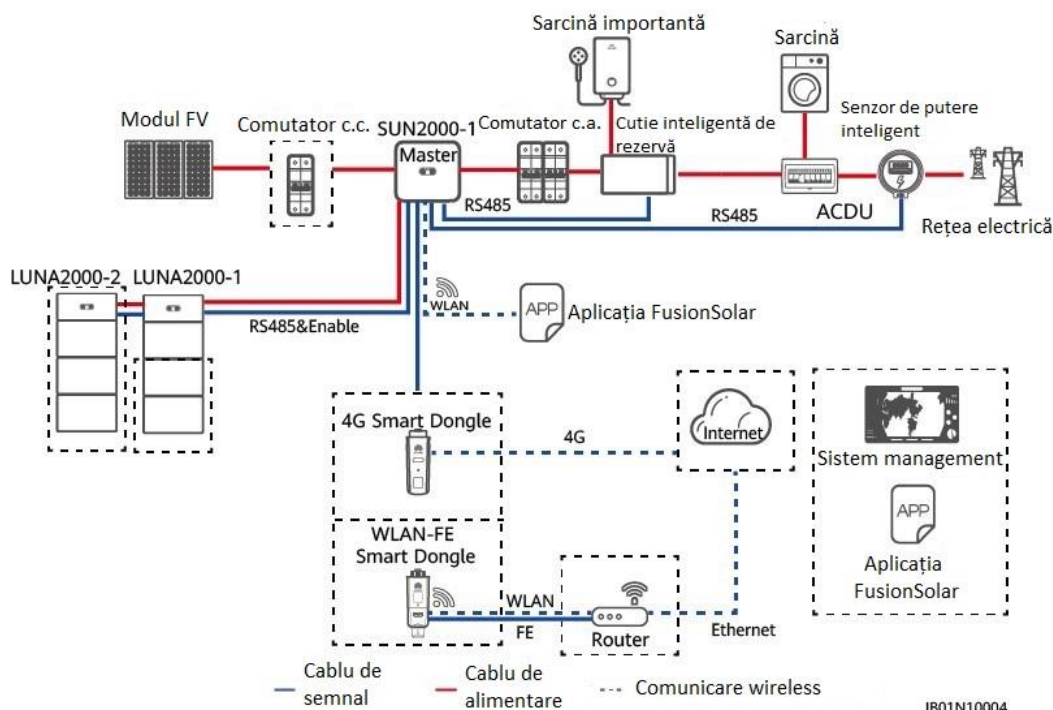 Sarcină importantă
Sarcină
Modul FV
Comutator c.c.
SUN2000-1
Master
Comutator c.a.
Cutie inteligentă de
rezervă
Senzor de putere
inteligent
RS485
RS485
ACDU
Rețea electrică
LUNA2000-2
LUNA2000-1
RS485&Enable
WLAN
APP
Aplicația FusionSolar
4G Smart Dongle
4G
Internet
Sistem management
APP
Aplicația
FusionSolar
WLAN-FE
Smart Dongle
WLAN
FE
Router
Ethernet
Cablu de
semnal
Cablu de
alimentare
Comunicare wireless
IB01N10004